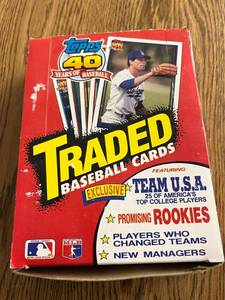 Topps
40
YEARS OF BASEBALL
TRADED
BASEBALL CARDS
FEATURING
EXCLUSIVE
TEAM U.S.A.
25 OF AMERICA'S
TOP COLLEGE PLAYERS
PROMISING ROOKIES
PLAYERS WHO
CHANGED TEAMS
NEW MANAGERS